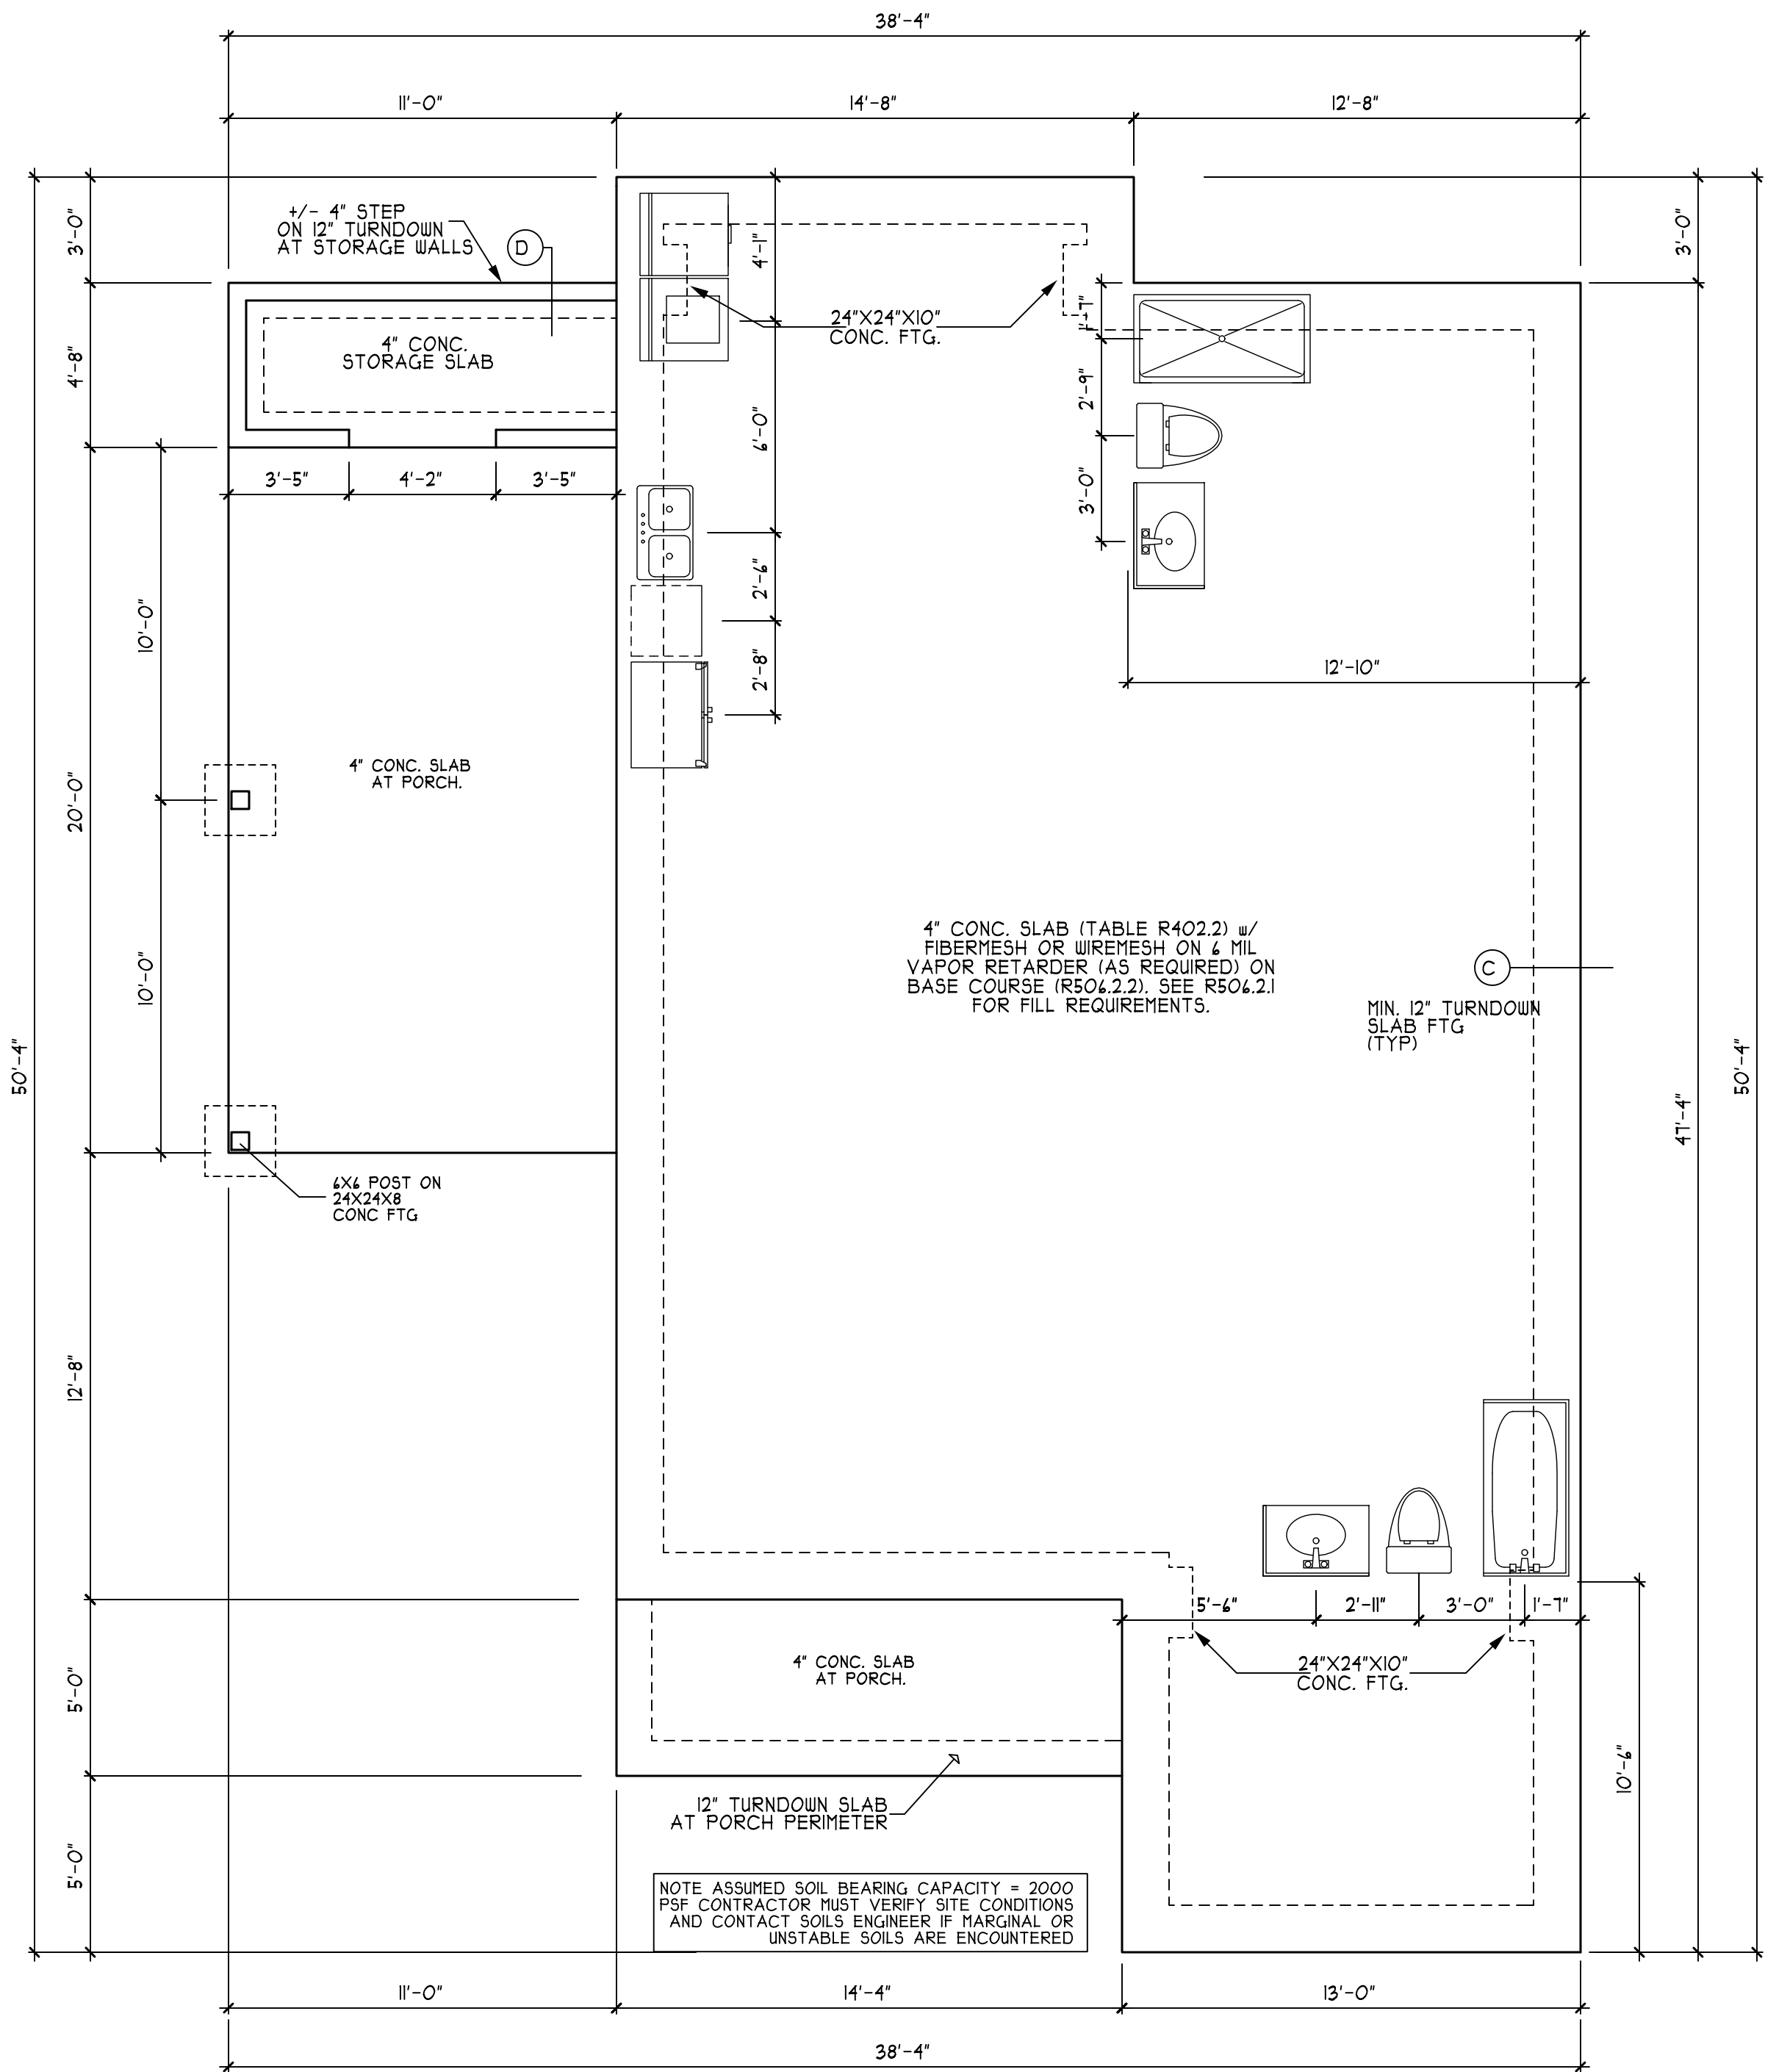 38'-4"
11'-0"
14'-8"
12'-8"
3'-0"
+/- 4" STEP
ON 12" TURNDOWN
AT STORAGE WALLS
D
4'-1"
3'-0"
24"X24"X10"
CONC. FTG.
1'-7"
4" CONC.
STORAGE SLAB
4'-8"
2'-9"
6'-0"
3'-5"
4'-2"
3'-5"
3'-0"
2'-6"
10'-0"
2'-8"
12'-10"
4" CONC. SLAB
AT PORCH.
20'-0"
4" CONC. SLAB (TABLE R402.2) w/
FIBERMESH OR WIREMESH ON 6 MIL
VAPOR RETARDER (AS REQUIRED) ON
BASE COURSE (R506.2.2). SEE R506.2.1
FOR FILL REQUIREMENTS.
C
MIN. 12" TURNDOWN
SLAB FTG
(TYP)
10'-0"
50'-4"
47'-4"
50'-4"
6X6 POST ON
24X24X8
CONC FTG
12'-8"
5'-6"
2'-11"
3'-0"
1'-7"
4" CONC. SLAB
AT PORCH.
24"X24"X10"
CONC. FTG.
5'-0"
10'-6"
12" TURNDOWN SLAB
AT PORCH PERIMETER
5'-0"
NOTE ASSUMED SOIL BEARING CAPACITY = 2000
PSF CONTRACTOR MUST VERIFY SITE CONDITIONS
AND CONTACT SOILS ENGINEER IF MARGINAL OR
UNSTABLE SOILS ARE ENCOUNTERED
11'-0"
14'-4"
13'-0"
38'-4"